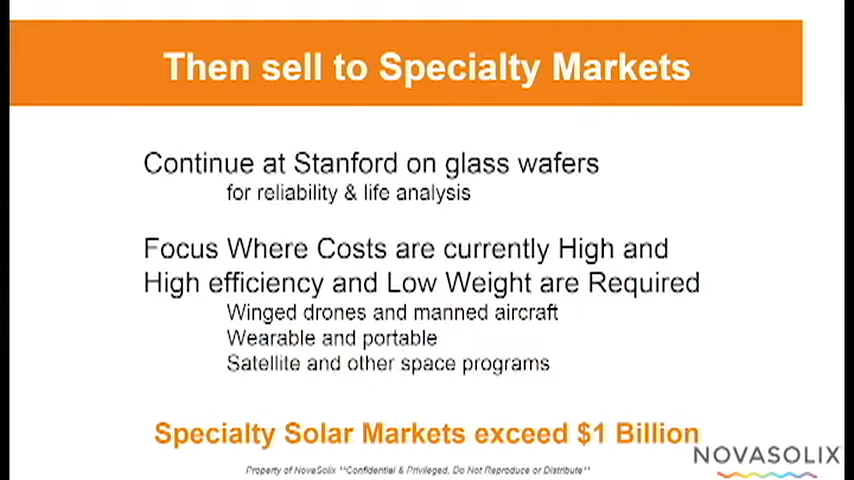 Then sell to Specialty Markets
Continue at Stanford on glass wafers
for reliability & life analysis
Focus Where Costs are currently High and
High efficiency and Low Weight are Required
Winged drones and manned aircraft
Wearable and portable
Satellite and other space programs
Specialty Solar Markets exceed $1 Billion
NOVASOLIX
Property of NovaSolix **Confidential & Privileged, Do Not Reproduce or Distribute**